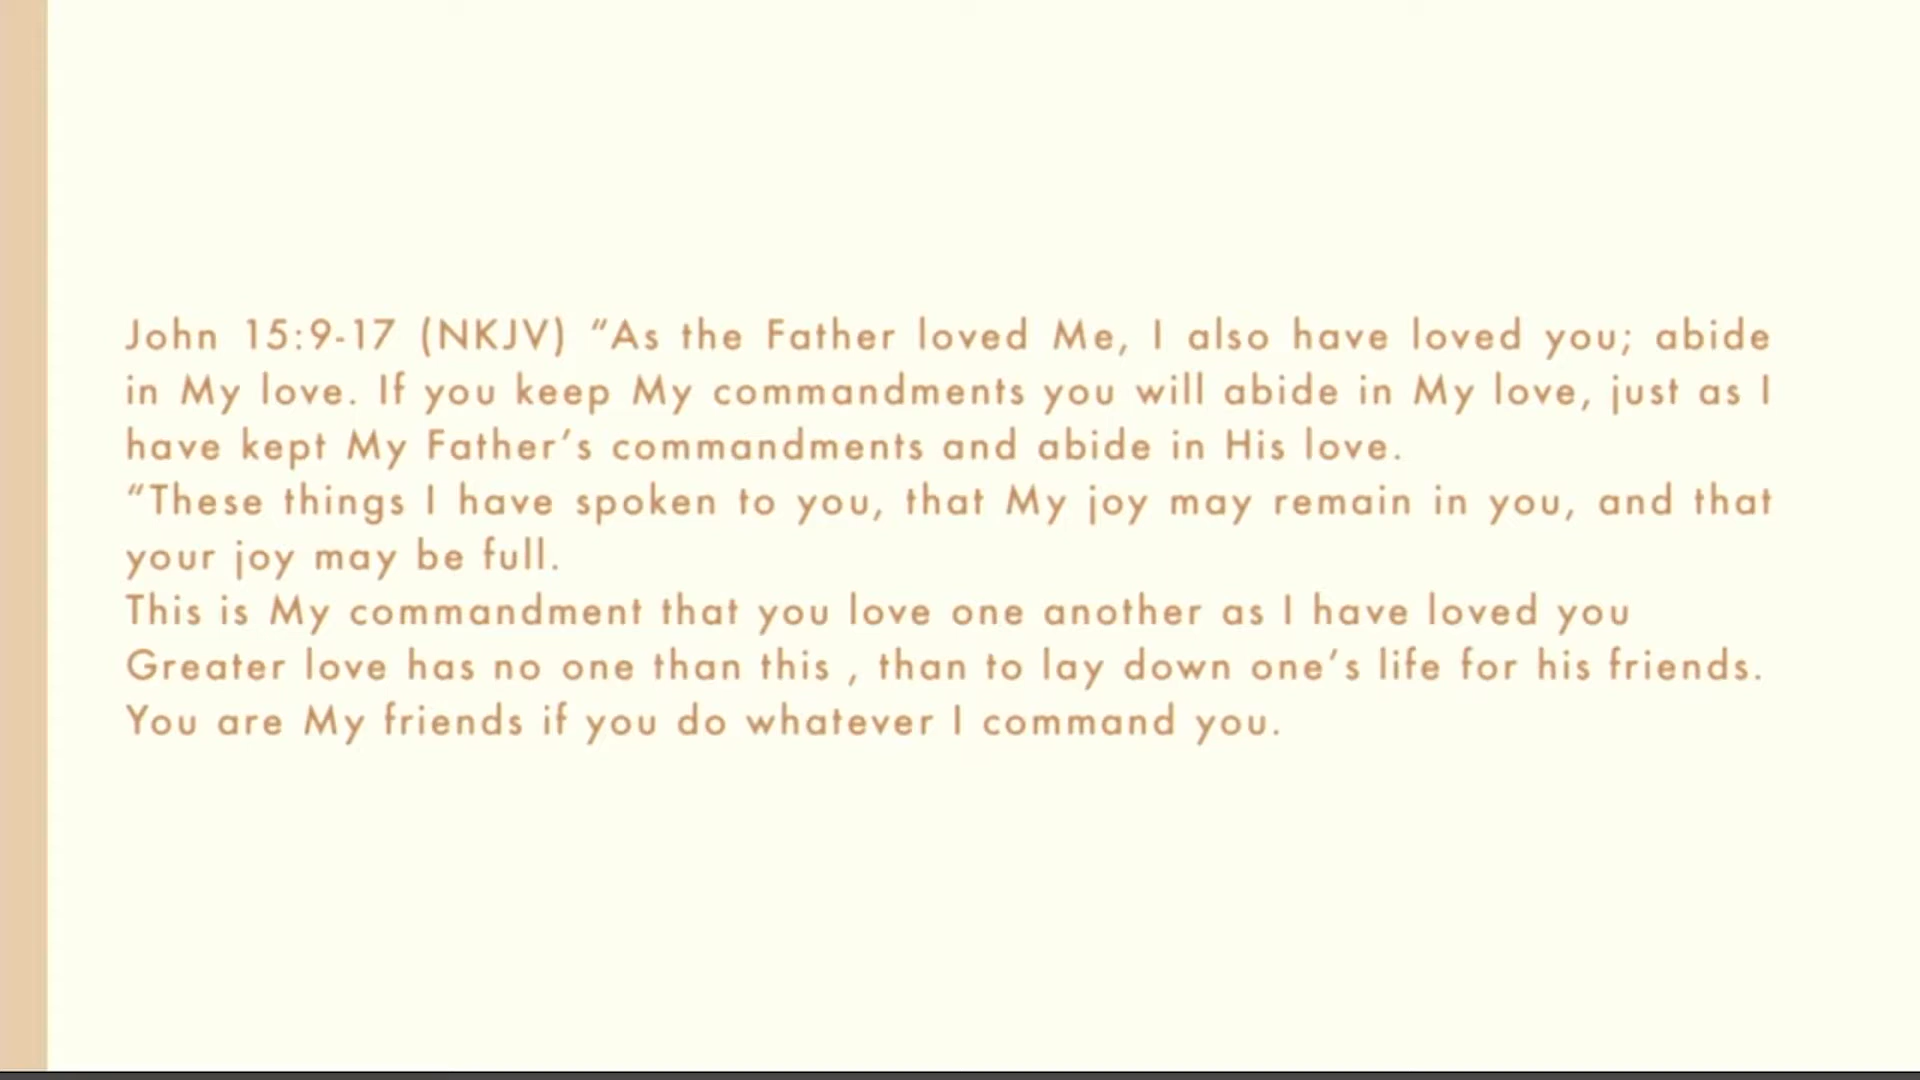 John 15:9-17 (NKJV) “As the Father loved Me, I also have loved you; abide
in My love. If you keep My commandments you will abide in My love, just as I
have kept My Father’s commandments and abide in His love.
“These things I have spoken to you, that My joy may remain in you, and that
your joy may be full.
This is My commandment that you love one another as I have loved you
Greater love has no one than this , than to lay down one’s life for his friends.
You are My friends if you do whatever I command you.